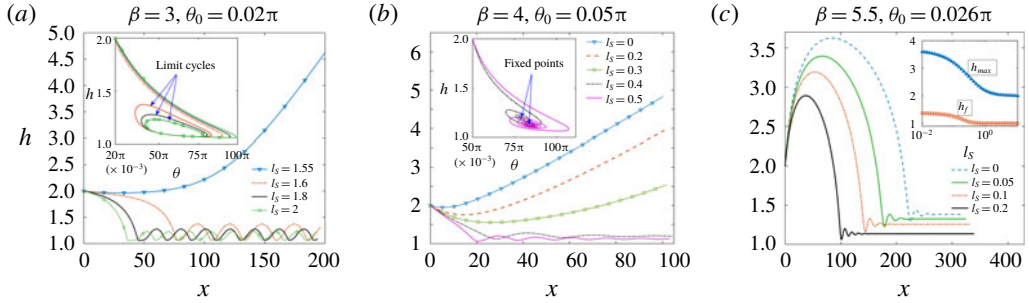 (a) β = 3, θ0 = 0.02π
5.0
4.5
4.0
3.5
3.0
2.5
2.0
1.5
1.0
h
0 50 100 150 200
x
2.0
1.5
1.0
h
20π 50π 75π 100π
(× 10−3) θ
Limit cycles
lS = 1.55
lS = 1.6
lS = 1.8
lS = 2
(b) β = 4, θ0 = 0.05π
6
5
4
3
2
1
0 20 40 60 80 100
x
2.0
1.5
1.0
h
50π 75π 100π
(× 10−3) θ
Fixed points
lS = 0
lS = 0.2
lS = 0.3
lS = 0.4
lS = 0.5
(c) β = 5.5, θ0 = 0.026π
3.5
3.0
2.5
2.0
1.5
1.0
0 100 200 300 400
x
4
2
1
hmax
hf
10−2 100
lS
lS = 0
lS = 0.05
lS = 0.1
lS = 0.2